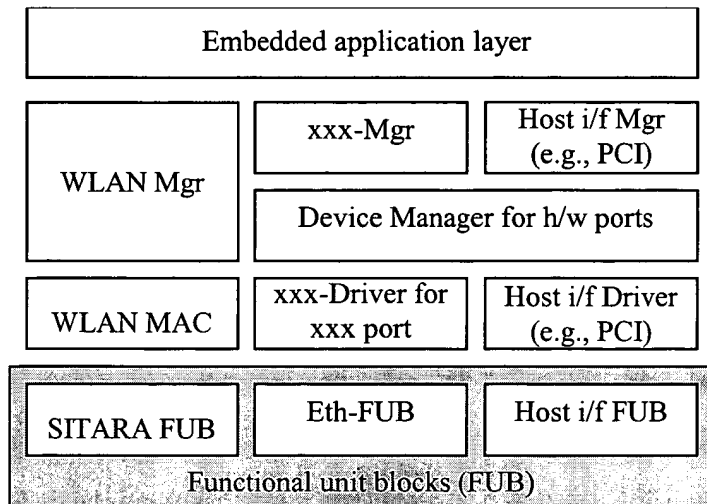 Embedded application layer
WLAN Mgr
xxx-Mgr
Host i/f Mgr
(e.g., PCI)
Device Manager for h/w ports
WLAN MAC
xxx-Driver for
xxx port
Host i/f Driver
(e.g., PCI)
SITARA FUB
Eth-FUB
Host i/f FUB
Functional unit blocks (FUB)